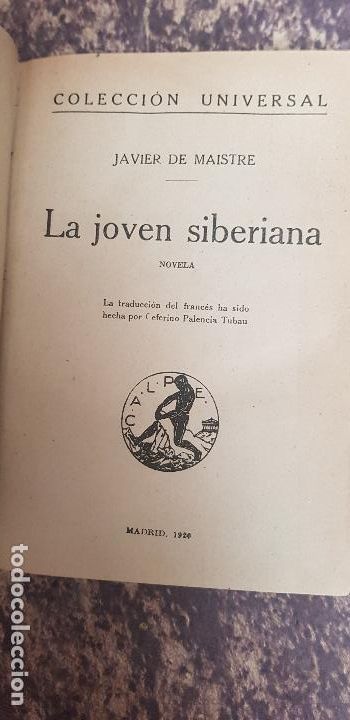 COLECCIÓN UNIVERSAL
JAVIER DE MAISTRE
La joven siberiana
NOVELA
La traducción del francés ha sido
hecha por Ceferino Palencia Tubau
C.A.L.P.E.
MADRID, 1920
todocoleccion.net